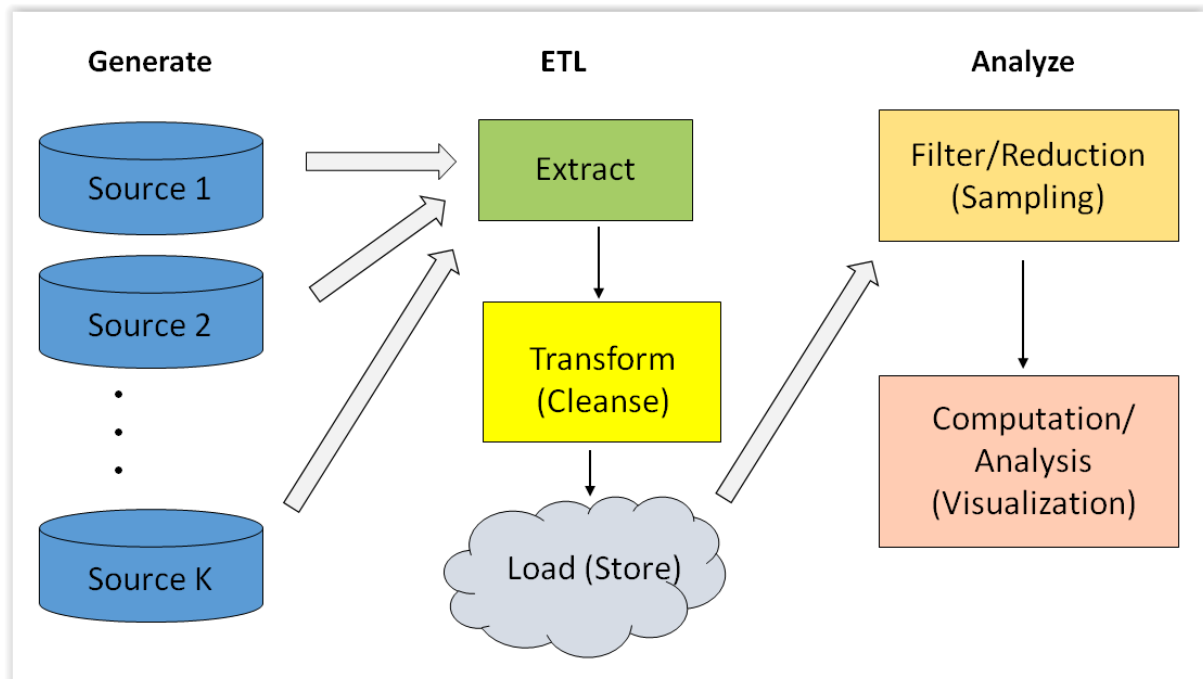 Generate
ETL
Analyze
Source 1
Source 2
Source K
Extract
Transform
(Cleanse)
Load (Store)
Filter/Reduction
(Sampling)
Computation/
Analysis
(Visualization)